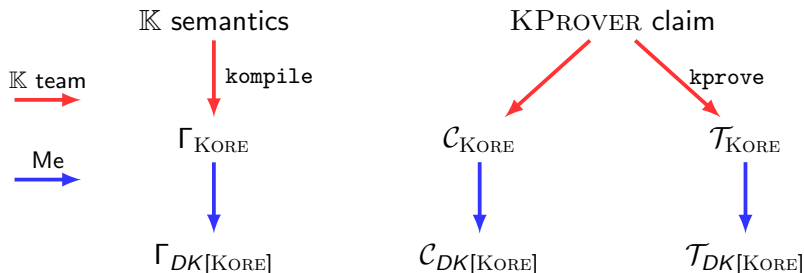 𝕂 semantics
KPROVER claim
𝕂 team
kompile
kprove
Me
Γ_KORE
𝒞_KORE
𝒯_KORE
Γ_DK[KORE]
𝒞_DK[KORE]
𝒯_DK[KORE]